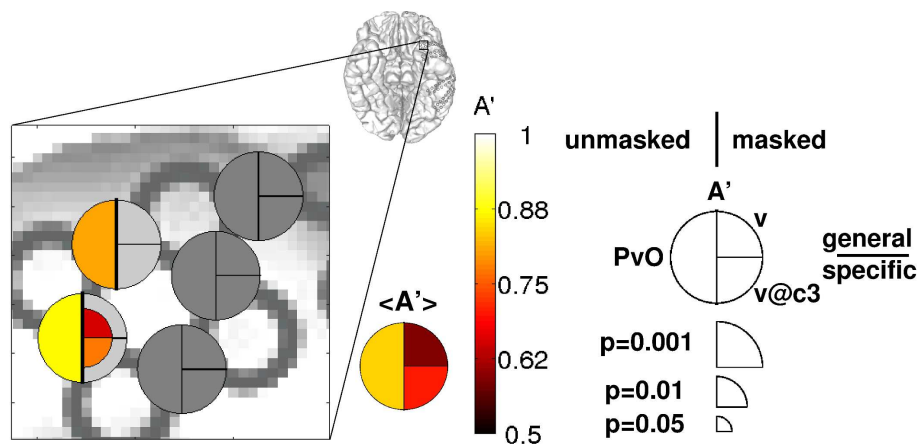 A'
1
0.88
0.75
0.62
0.5
<A'>
unmasked masked
A'
v
PvO
general
specific
v@c3
p=0.001
p=0.01
p=0.05